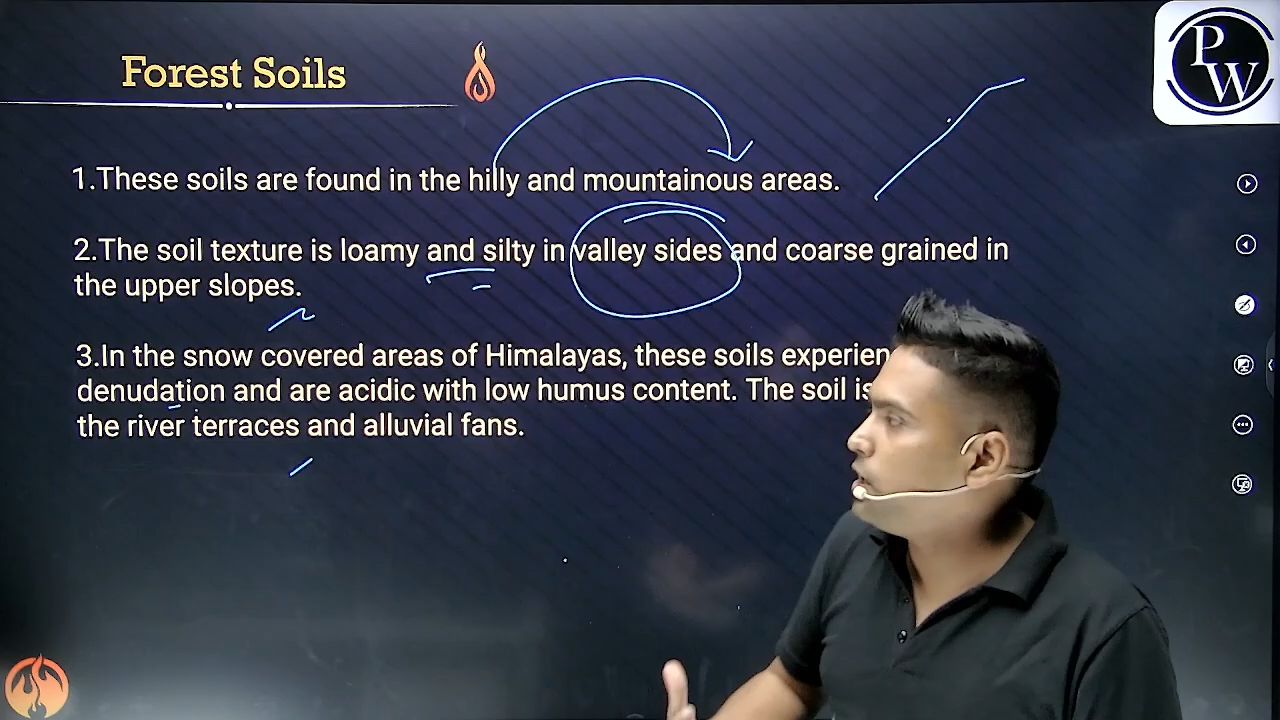 Forest Soils
PW
1.These soils are found in the hilly and mountainous areas.
2.The soil texture is loamy and silty in valley sides and coarse grained in
the upper slopes.
3.In the snow covered areas of Himalayas, these soils experien
denudation and are acidic with low humus content. The soil is
the river terraces and alluvial fans.